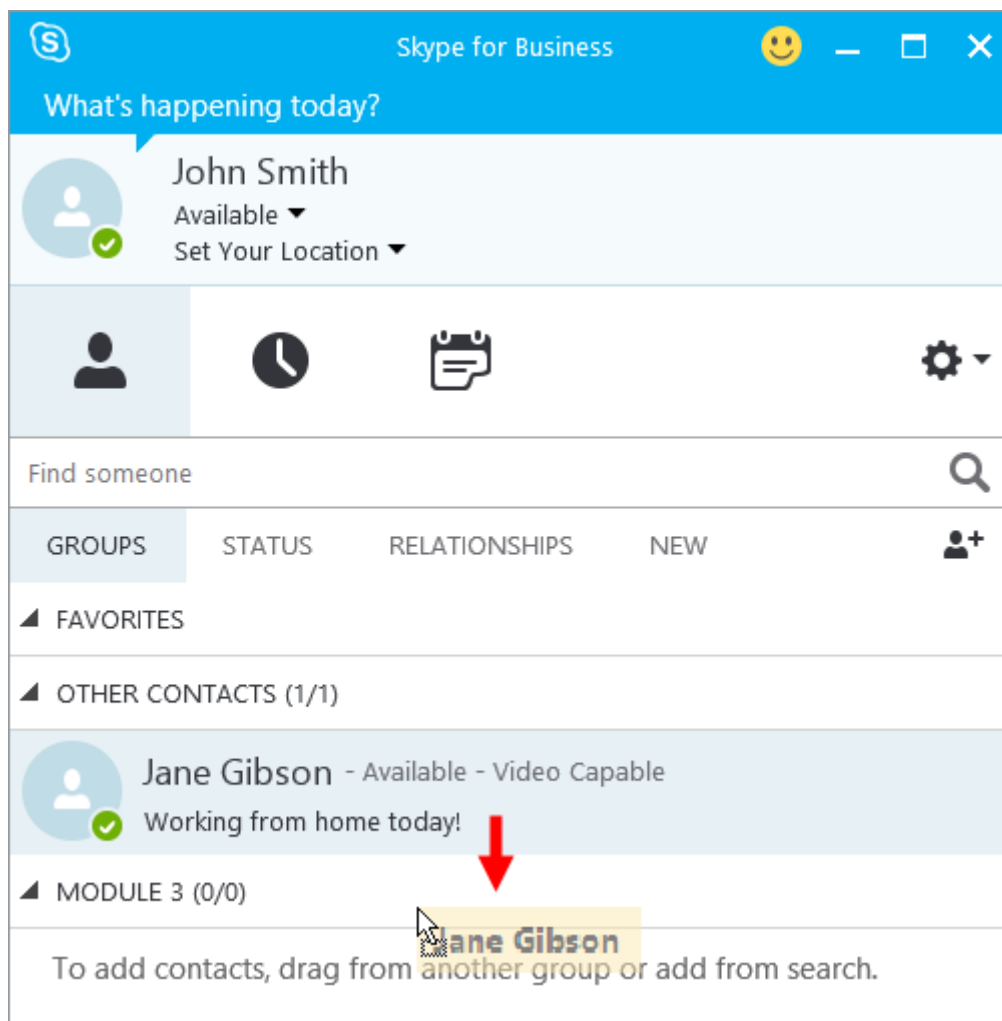 Skype for Business
What's happening today?
John Smith
Available
Set Your Location
Find someone
GROUPS STATUS RELATIONSHIPS NEW
FAVORITES
OTHER CONTACTS (1/1)
Jane Gibson - Available - Video Capable
Working from home today!
MODULE 3 (0/0)
Jane Gibson
To add contacts, drag from another group or add from search.